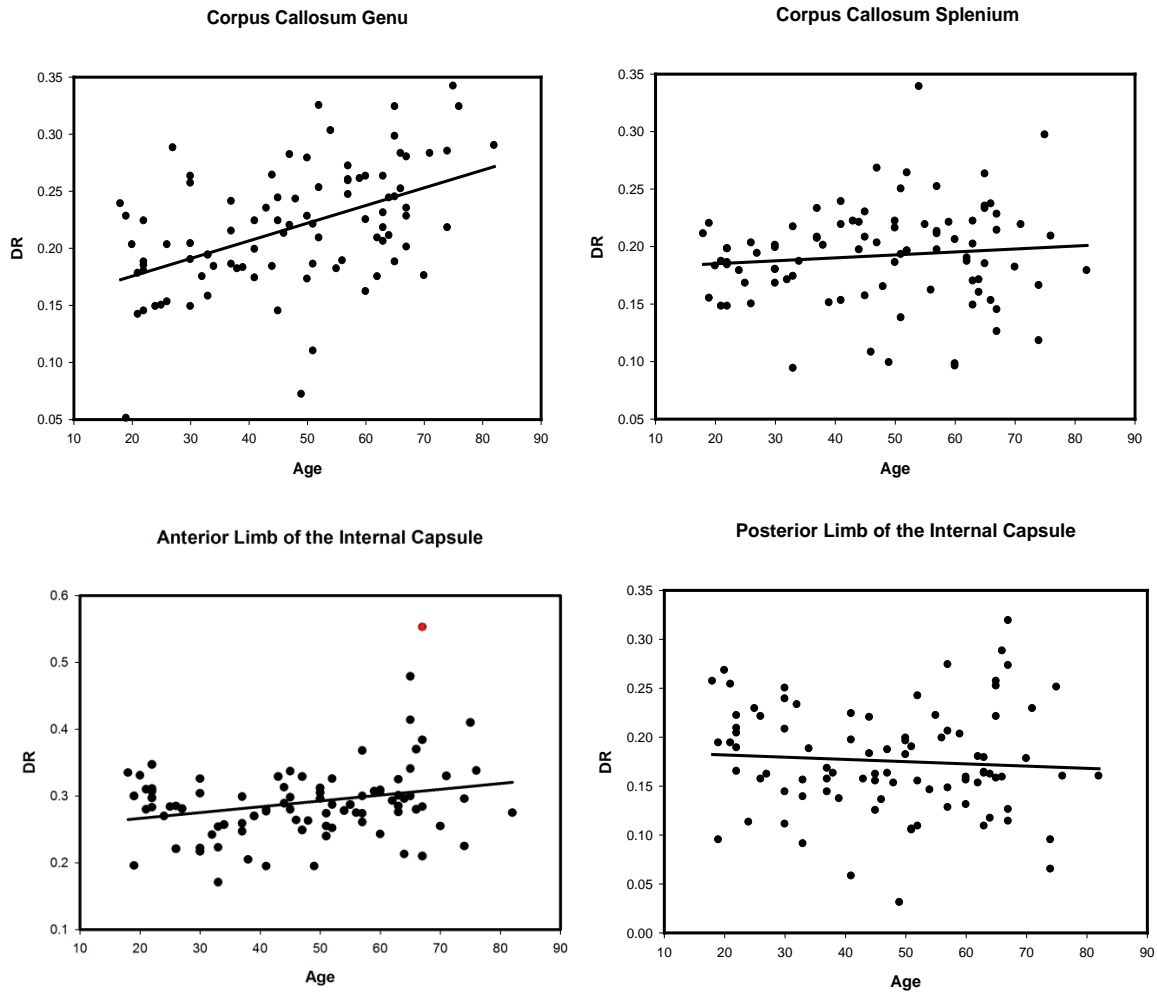 Corpus Callosum Genu
0.35
0.30
0.25
0.20
0.15
0.10
0.05
DR
10 20 30 40 50 60 70 80 90
Age
Corpus Callosum Splenium
0.35
0.30
0.25
0.20
0.15
0.10
0.05
DR
10 20 30 40 50 60 70 80 90
Age
Anterior Limb of the Internal Capsule
0.6
0.5
0.4
0.3
0.2
0.1
DR
10 20 30 40 50 60 70 80 90
Age
Posterior Limb of the Internal Capsule
0.35
0.30
0.25
0.20
0.15
0.10
0.05
0.00
DR
10 20 30 40 50 60 70 80 90
Age